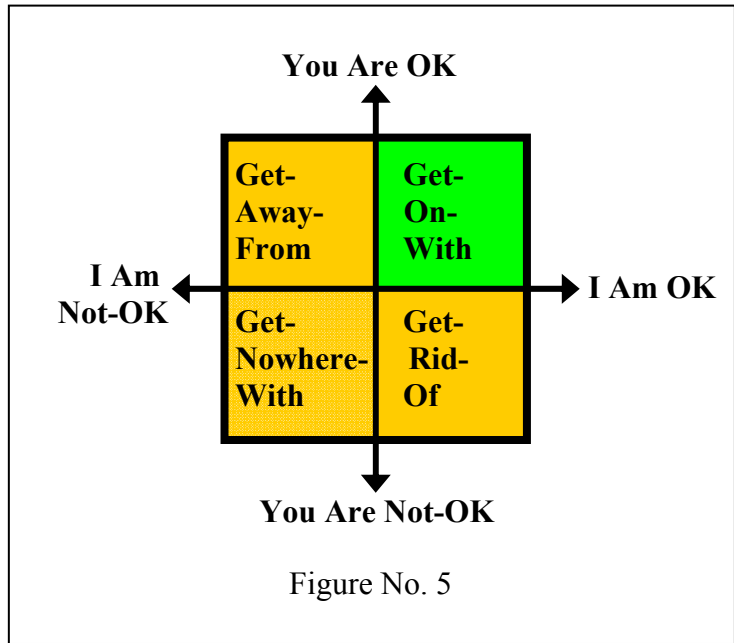 You Are OK
Get-
Away-
From
Get-
On-
With
I Am
Not-OK
I Am OK
Get-
Nowhere-
With
Get-
Rid-
Of
You Are Not-OK
Figure No. 5